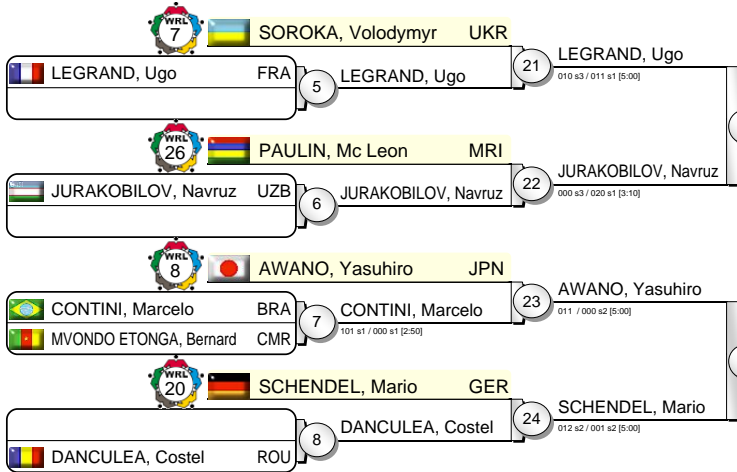 WRL
7
SOROKA, Volodymyr UKR
LEGRAND, Ugo FRA
5
LEGRAND, Ugo
21
LEGRAND, Ugo
010 s3 / 011 s1 [5:00]
WRL
26
PAULIN, Mc Leon MRI
JURAKOBILOV, Navruz UZB
6
JURAKOBILOV, Navruz
22
JURAKOBILOV, Navruz
000 s3 / 020 s1 [3:10]
WRL
8
AWANO, Yasuhiro JPN
CONTINI, Marcelo BRA
MVONDO ETONGA, Bernard CMR
7
CONTINI, Marcelo
101 s1 / 000 s1 [2:50]
23
AWANO, Yasuhiro
011 / 000 s2 [5:00]
WRL
20
SCHENDEL, Mario GER
DANCULEA, Costel ROU
8
DANCULEA, Costel
24
SCHENDEL, Mario
012 s2 / 001 s2 [5:00]